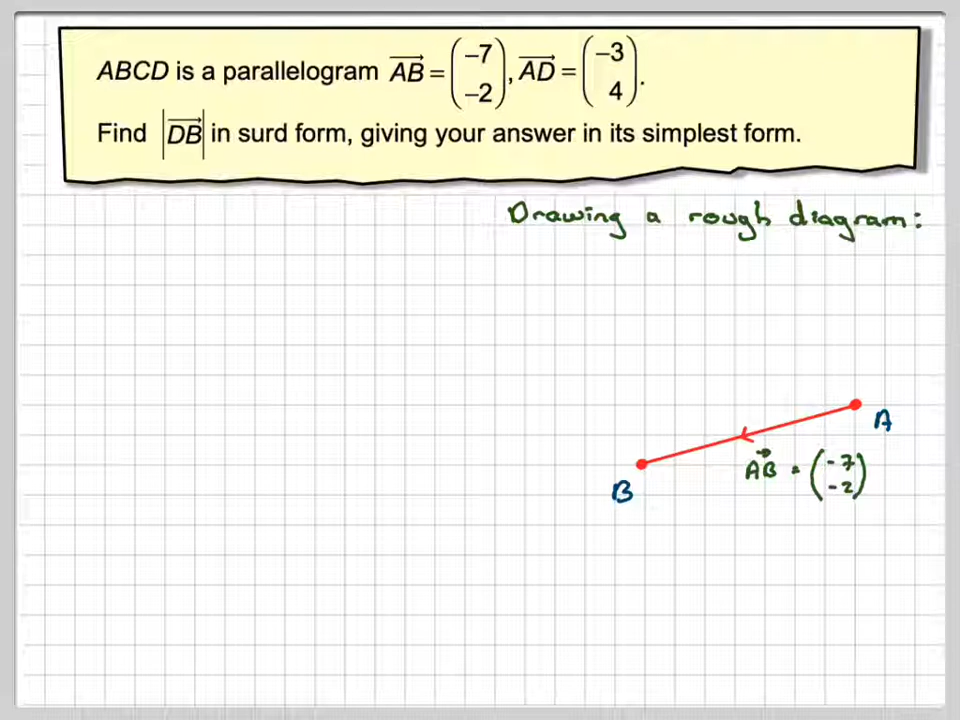 ABCD is a parallelogram AB⃗ = (−7 −2), AD⃗ = (−3 4).
Find |DB⃗| in surd form, giving your answer in its simplest form.
Drawing a rough diagram:
A
B
AB⃗ = (-7 -2)